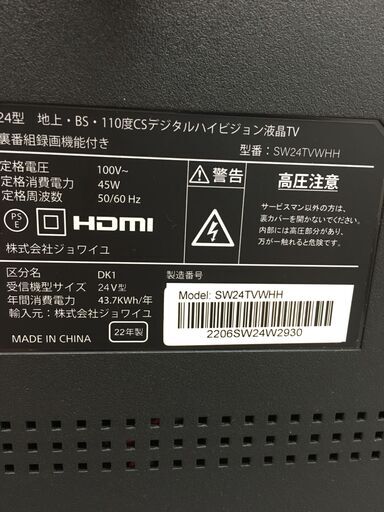 24型 地上・BS・110度CSデジタルハイビジョン液晶TV
裏番組録画機能付き
型番：SW24TVWHH
定格電圧 100V~
定格消費電力 45W
定格周波数 50/60 Hz
PS
E
HDMI
株式会社ジョワイユ
警告
高圧注意
サービスマン以外の方は、
裏カバーを開かないでください。
内部には高圧部分があり、
万が一触れると危険です。
区分名 DK1
受信機型サイズ 24V型
年間消費電力 43.7KWh/年
輸入元：株式会社ジョワイユ
MADE IN CHINA
22年製
製造番号
Model: SW24TVWHH
2206SW24W2930